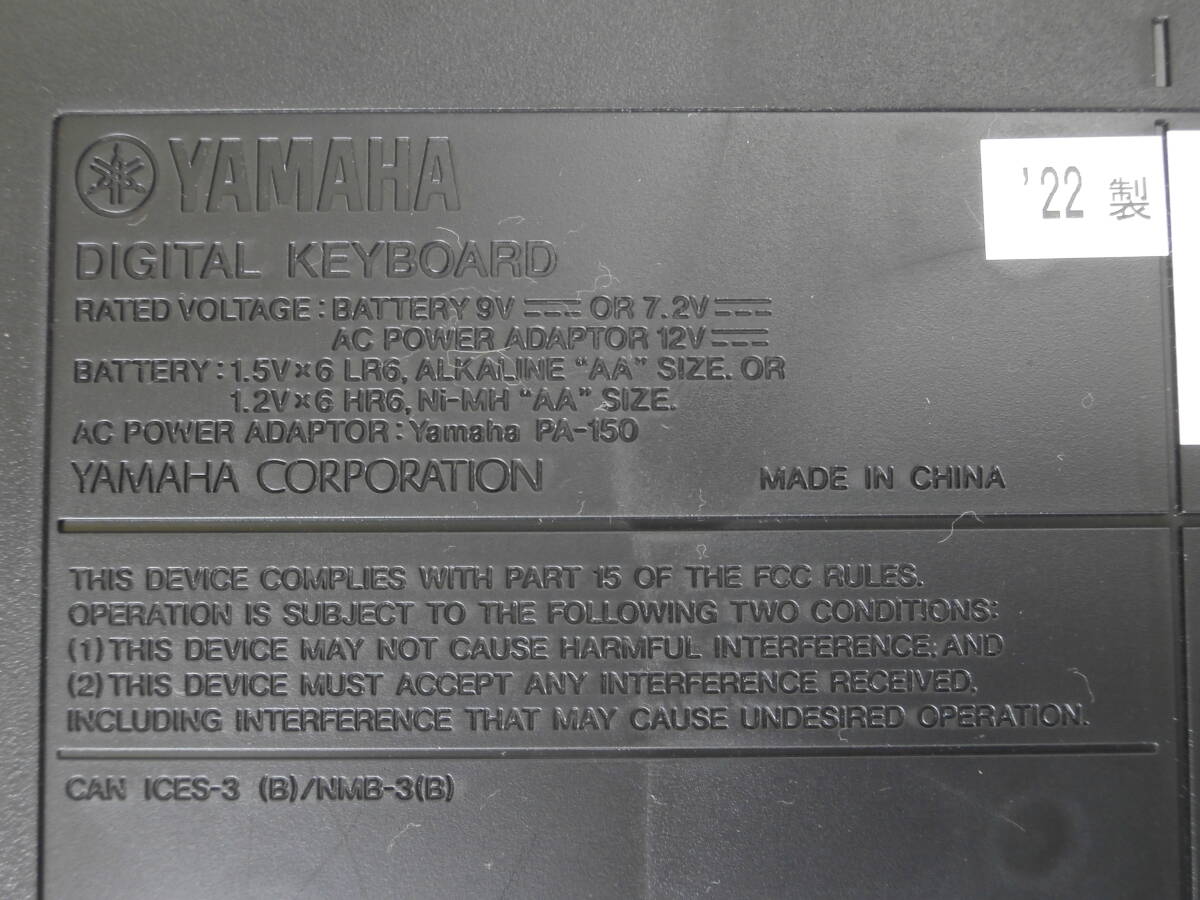 YAMAHA
'22 製
DIGITAL KEYBOARD
RATED VOLTAGE : BATTERY 9V ⎓ OR 7.2V ⎓
AC POWER ADAPTOR 12V ⎓
BATTERY : 1.5V×6 LR6, ALKALINE "AA" SIZE. OR
1.2V×6 HR6, Ni-MH "AA" SIZE.
AC POWER ADAPTOR : Yamaha PA-150
YAMAHA CORPORATION
MADE IN CHINA
THIS DEVICE COMPLIES WITH PART 15 OF THE FCC RULES.
OPERATION IS SUBJECT TO THE FOLLOWING TWO CONDITIONS:
(1) THIS DEVICE MAY NOT CAUSE HARMFUL INTERFERENCE; AND
(2) THIS DEVICE MUST ACCEPT ANY INTERFERENCE RECEIVED,
INCLUDING INTERFERENCE THAT MAY CAUSE UNDESIRED OPERATION.
CAN ICES-3 (B)/NMB-3(B)